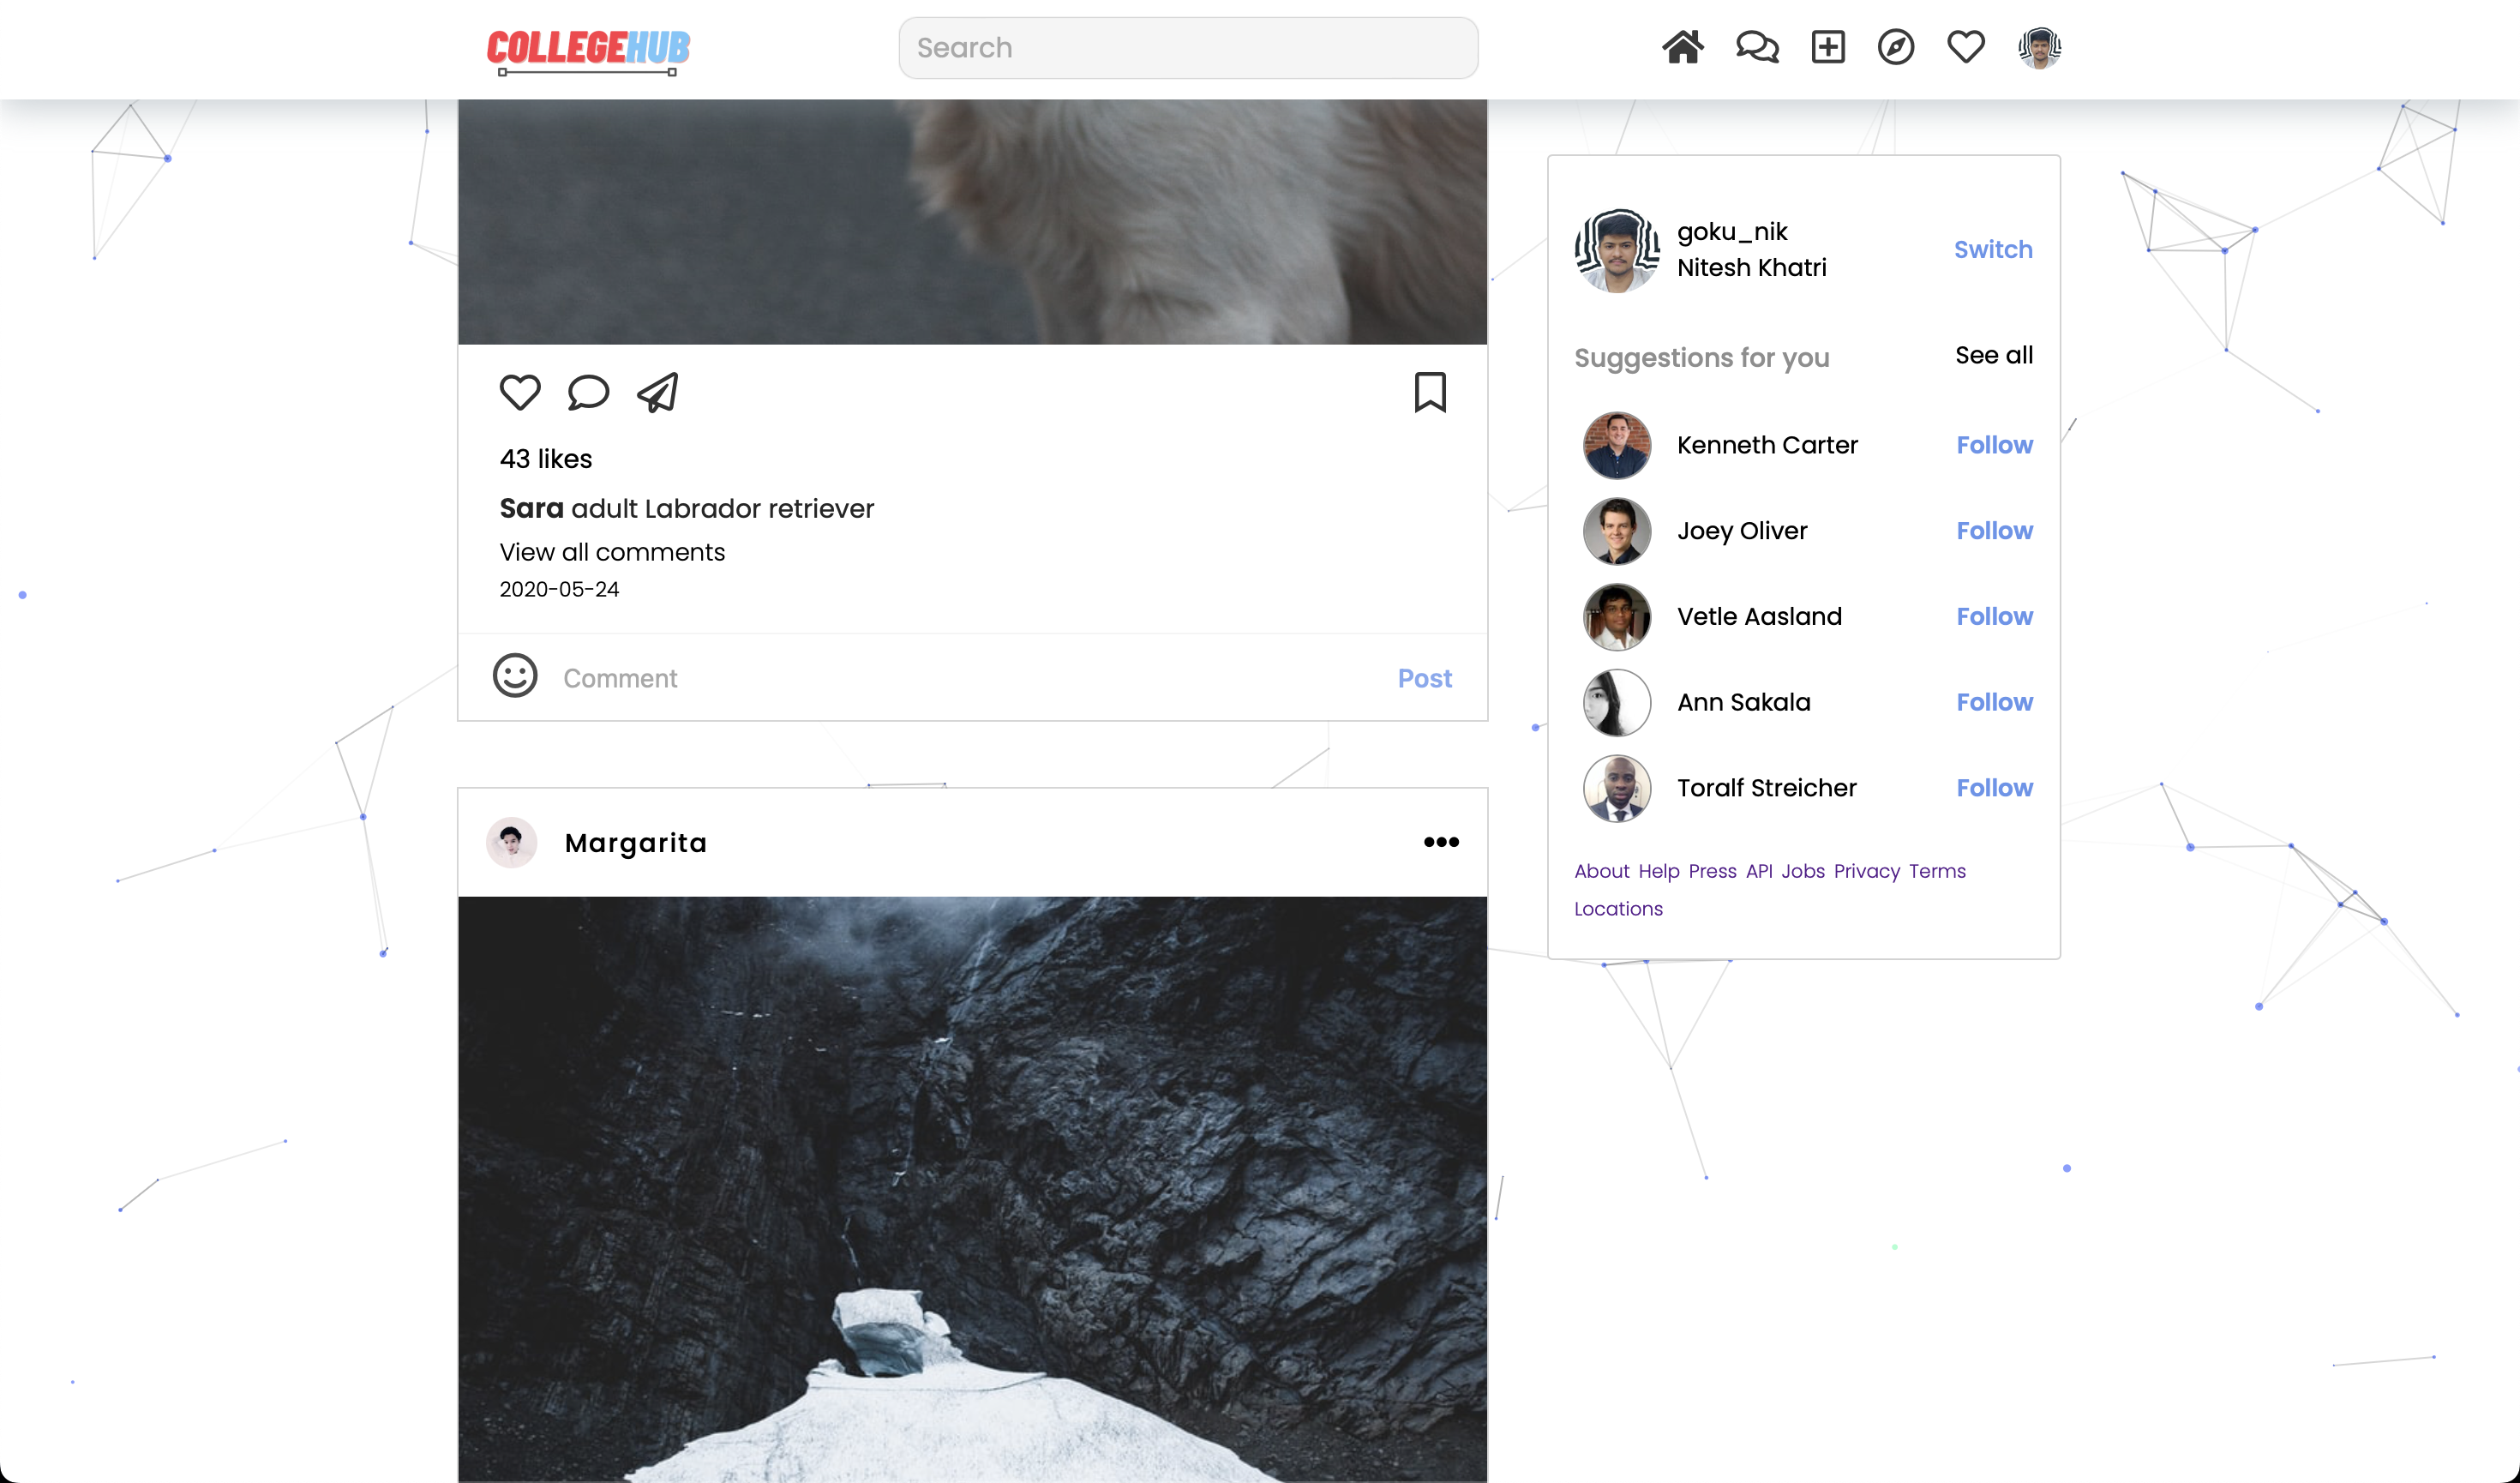 COLLEGEHUB
Search
43 likes
Sara adult Labrador retriever
View all comments
2020-05-24
Comment
Post
Margarita
goku_nik
Nitesh Khatri
Switch
Suggestions for you
See all
Kenneth Carter
Follow
Joey Oliver
Follow
Vetle Aasland
Follow
Ann Sakala
Follow
Toralf Streicher
Follow
About Help Press API Jobs Privacy Terms
Locations